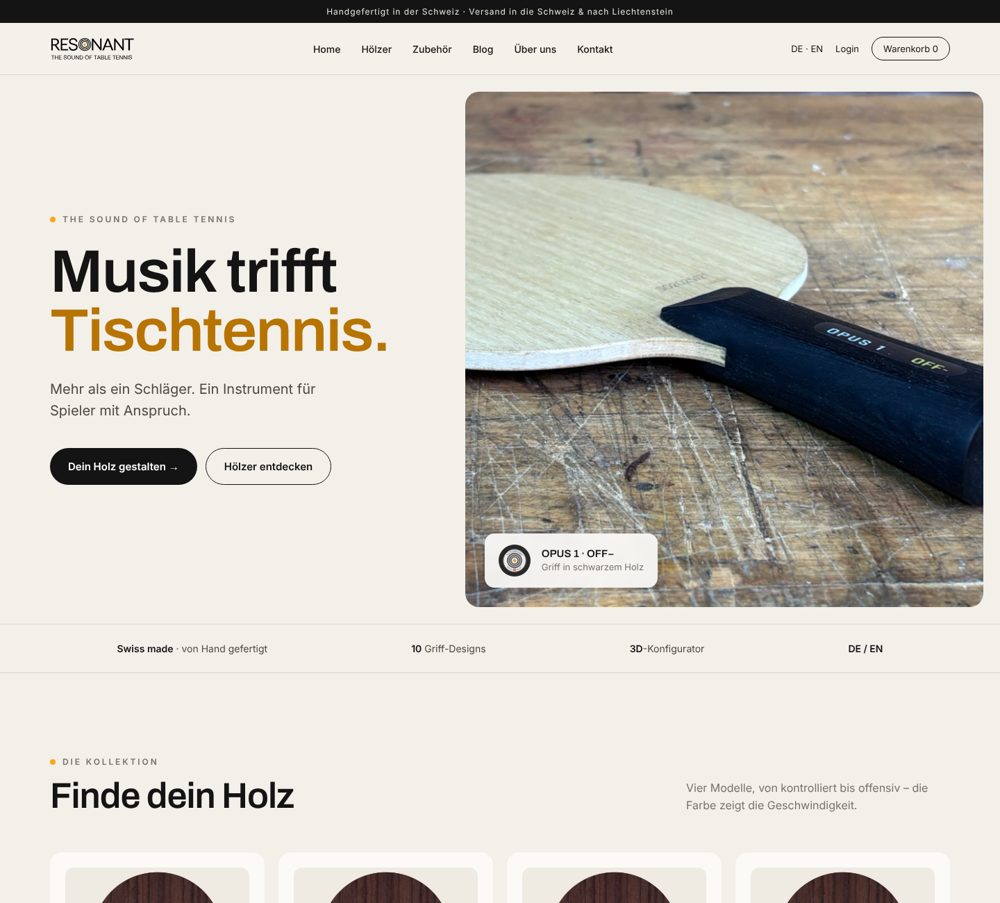 Handgefertigt in der Schweiz · Versand in die Schweiz & nach Liechtenstein
RESONANT
THE SOUND OF TABLE TENNIS
Home
Hölzer
Zubehör
Blog
Über uns
Kontakt
DE · EN
Login
Warenkorb 0
THE SOUND OF TABLE TENNIS
Musik trifft
Tischtennis.
Mehr als ein Schläger. Ein Instrument für
Spieler mit Anspruch.
Dein Holz gestalten →
Hölzer entdecken
OPUS 1
OFF-
OPUS 1 · OFF–
Griff in schwarzem Holz
Swiss made · von Hand gefertigt
10 Griff-Designs
3D-Konfigurator
DE / EN
DIE KOLLEKTION
Finde dein Holz
Vier Modelle, von kontrolliert bis offensiv – die
Farbe zeigt die Geschwindigkeit.